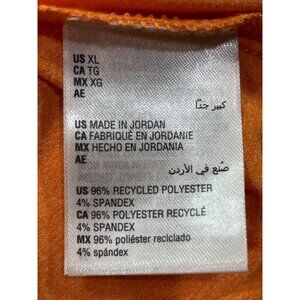 US XL
CA TG
MX XG
AE
كبير جدًا
US MADE IN JORDAN
CA FABRIQUÉ EN JORDANIE
MX HECHO EN JORDANIA
AE
صُنع في الأردن
US 96% RECYCLED POLYESTER
4% SPANDEX
CA 96% POLYESTER RECYCLÉ
4% SPANDEX
MX 96% poliéster reciclado
4% spándex